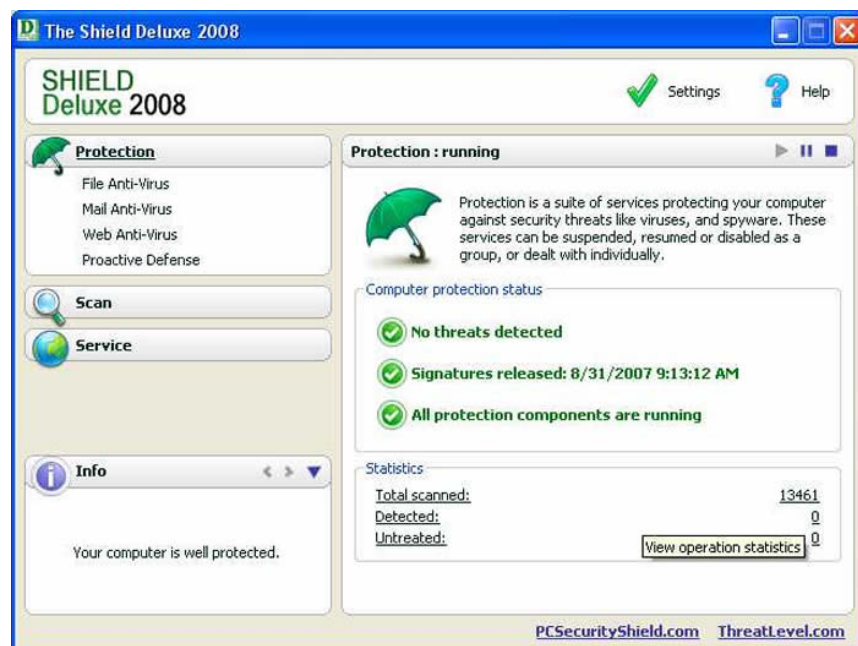 The Shield Deluxe 2008
SHIELD
Deluxe 2008
Settings
Help
Protection
File Anti-Virus
Mail Anti-Virus
Web Anti-Virus
Proactive Defense
Scan
Service
Info
Your computer is well protected.
Protection : running
Protection is a suite of services protecting your computer
against security threats like viruses, and spyware. These
services can be suspended, resumed or disabled as a
group, or dealt with individually.
Computer protection status
No threats detected
Signatures released: 8/31/2007 9:13:12 AM
All protection components are running
Statistics
Total scanned: 13461
Detected: 0
Untreated: 0
View operation statistics
PCSecurityShield.com ThreatLevel.com